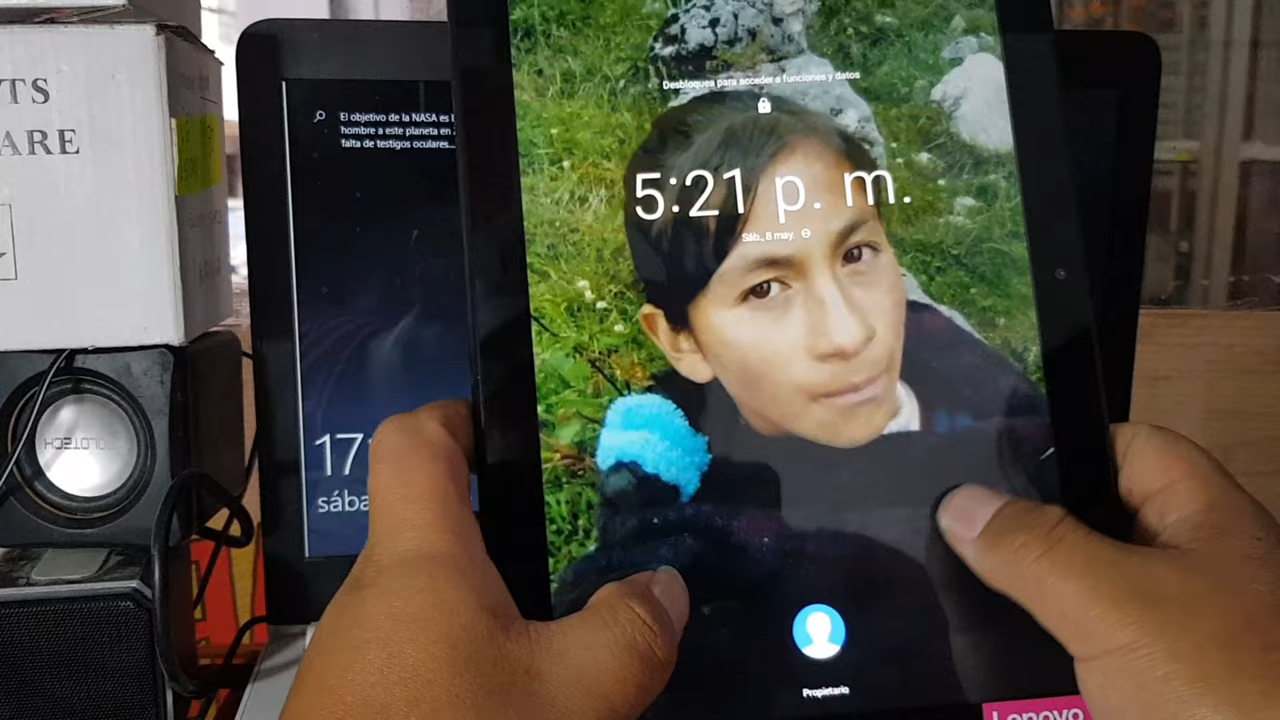 TS
ARE
El objetivo de la NASA es
hombre a este planeta en
falta de testigos oculares...
17
sába
Desbloquea para acceder a funciones y datos
5:21 p. m.
Sáb., 8 may.
Propietario
Lenovo